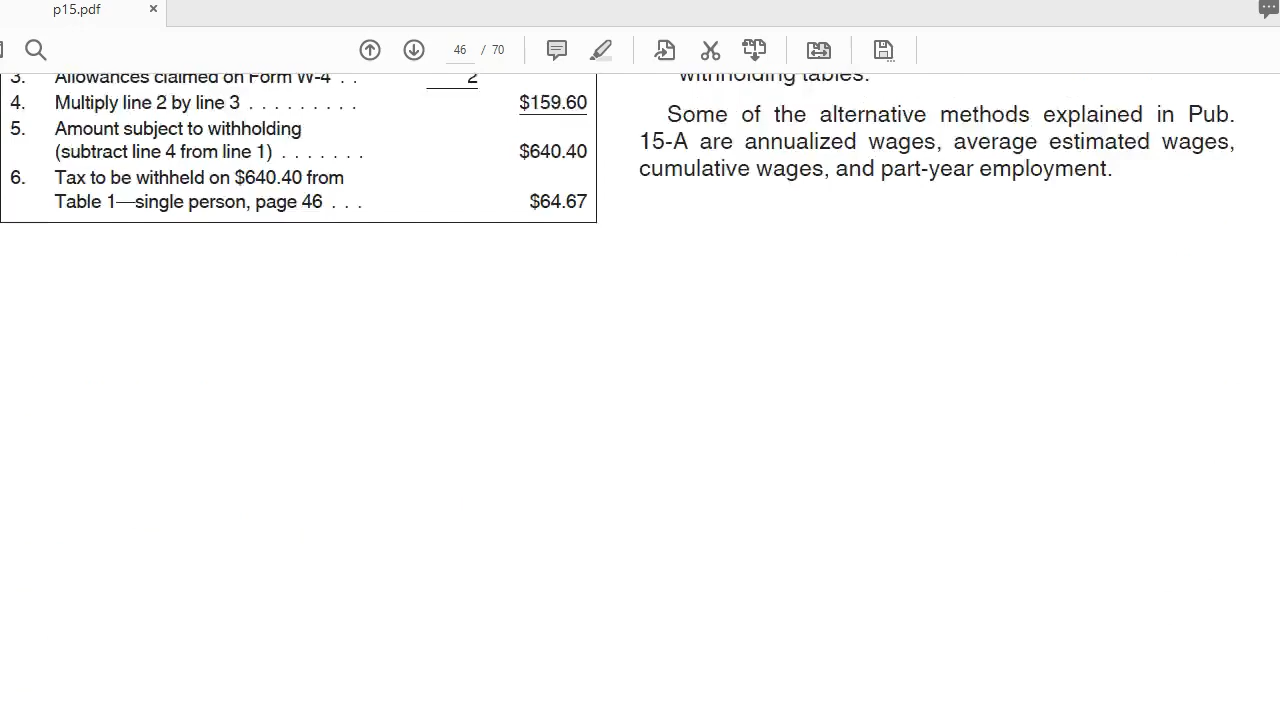 p15.pdf ×
46 / 70
3. Allowances claimed on Form W-4 . . 2
4. Multiply line 2 by line 3 . . . . . . . . . $159.60
5. Amount subject to withholding
(subtract line 4 from line 1) . . . . . . . $640.40
6. Tax to be withheld on $640.40 from
Table 1—single person, page 46 . . . $64.67
withholding tables.
Some of the alternative methods explained in Pub.
15-A are annualized wages, average estimated wages,
cumulative wages, and part-year employment.